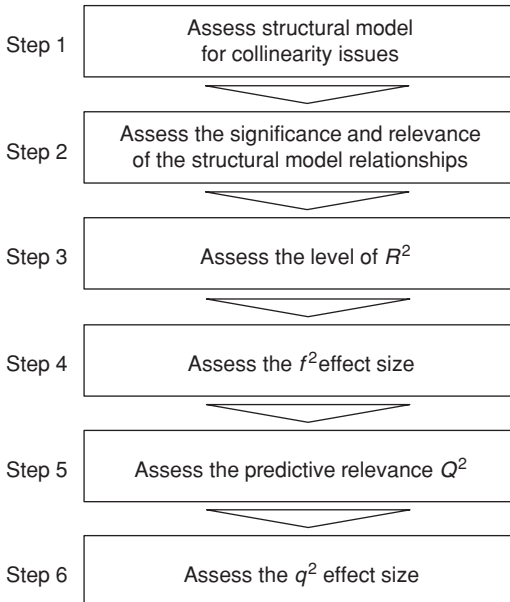 Step 1
Assess structural model
for collinearity issues
Step 2
Assess the significance and relevance
of the structural model relationships
Step 3
Assess the level of R²
Step 4
Assess the f² effect size
Step 5
Assess the predictive relevance Q²
Step 6
Assess the q² effect size